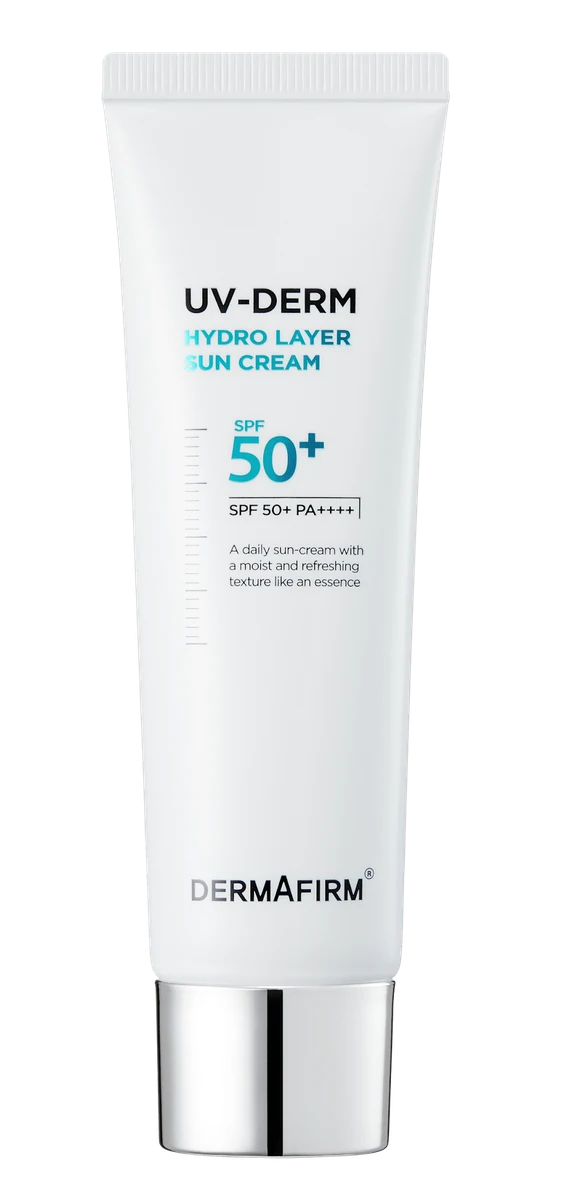 UV-DERM
HYDRO LAYER
SUN CREAM
SPF
50+
SPF 50+ PA++++
A daily sun-cream with
a moist and refreshing
texture like an essence
DERMAFIRM®